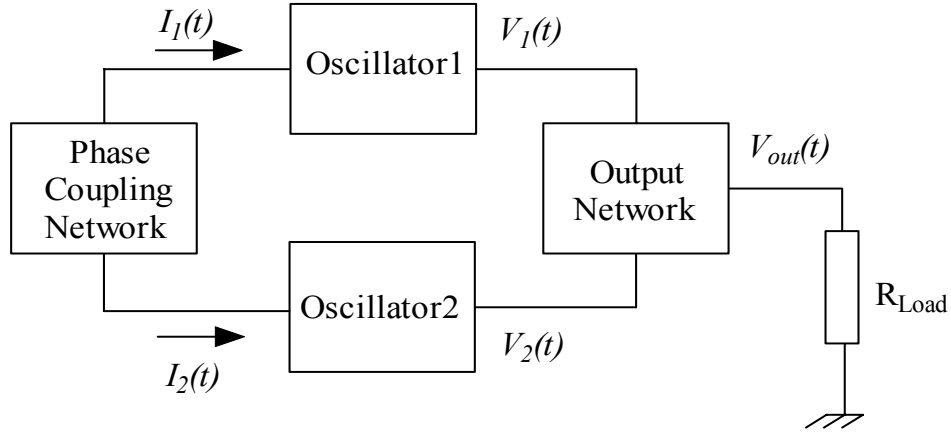 I1(t)
V1(t)
Oscillator1
Phase
Coupling
Network
Output
Network
Vout(t)
Oscillator2
RLoad
V2(t)
I2(t)